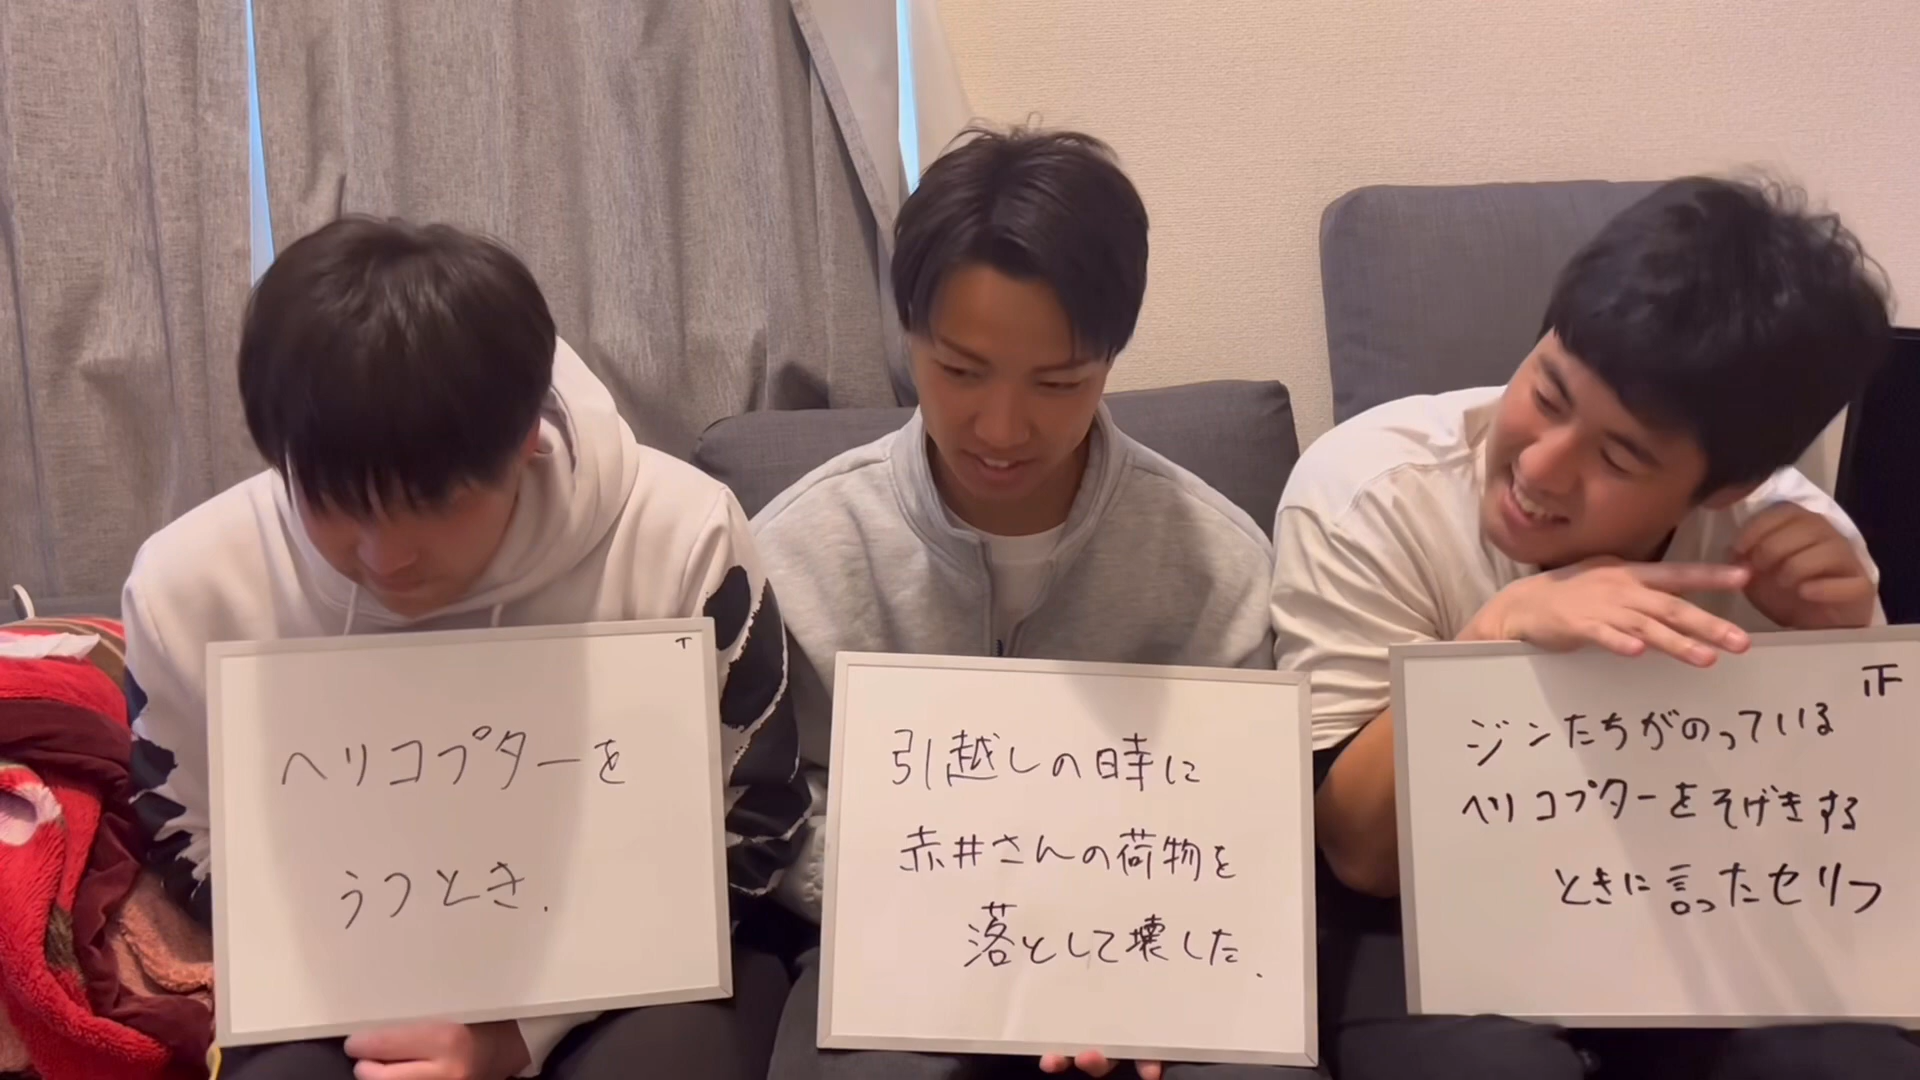 ヘリコプターを
うつとき.
引越しの時に
赤井さんの荷物を
落として壊した.
正
ジンたちがのっている
ヘリコプターをそげきする
ときに言ったセリフ